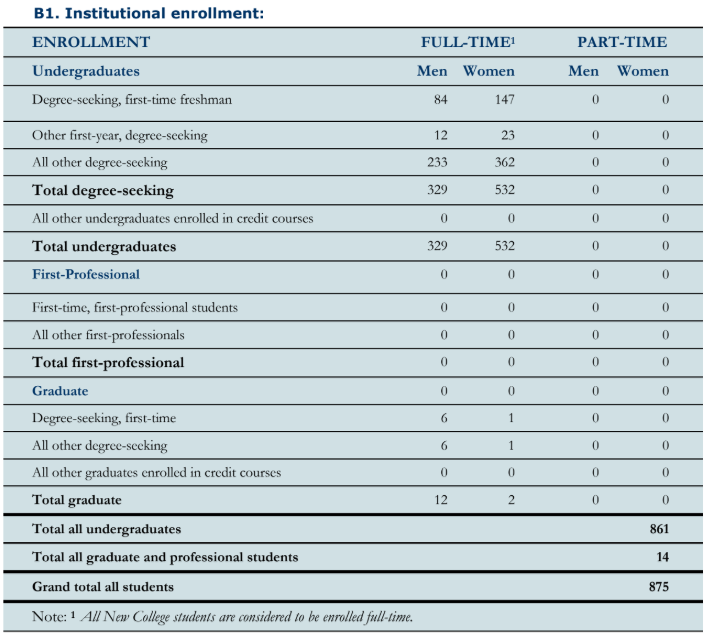 B1. Institutional enrollment:
ENROLLMENT FULL-TIME¹ PART-TIME
Undergraduates Men Women Men Women
Degree-seeking, first-time freshman 84 147 0 0
Other first-year, degree-seeking 12 23 0 0
All other degree-seeking 233 362 0 0
Total degree-seeking 329 532 0 0
All other undergraduates enrolled in credit courses 0 0 0 0
Total undergraduates 329 532 0 0
First-Professional 0 0 0 0
First-time, first-professional students 0 0 0 0
All other first-professionals 0 0 0 0
Total first-professional 0 0 0 0
Graduate 0 0 0 0
Degree-seeking, first-time 6 1 0 0
All other degree-seeking 6 1 0 0
All other graduates enrolled in credit courses 0 0 0 0
Total graduate 12 2 0 0
Total all undergraduates 861
Total all graduate and professional students 14
Grand total all students 875
Note: ¹ All New College students are considered to be enrolled full-time.